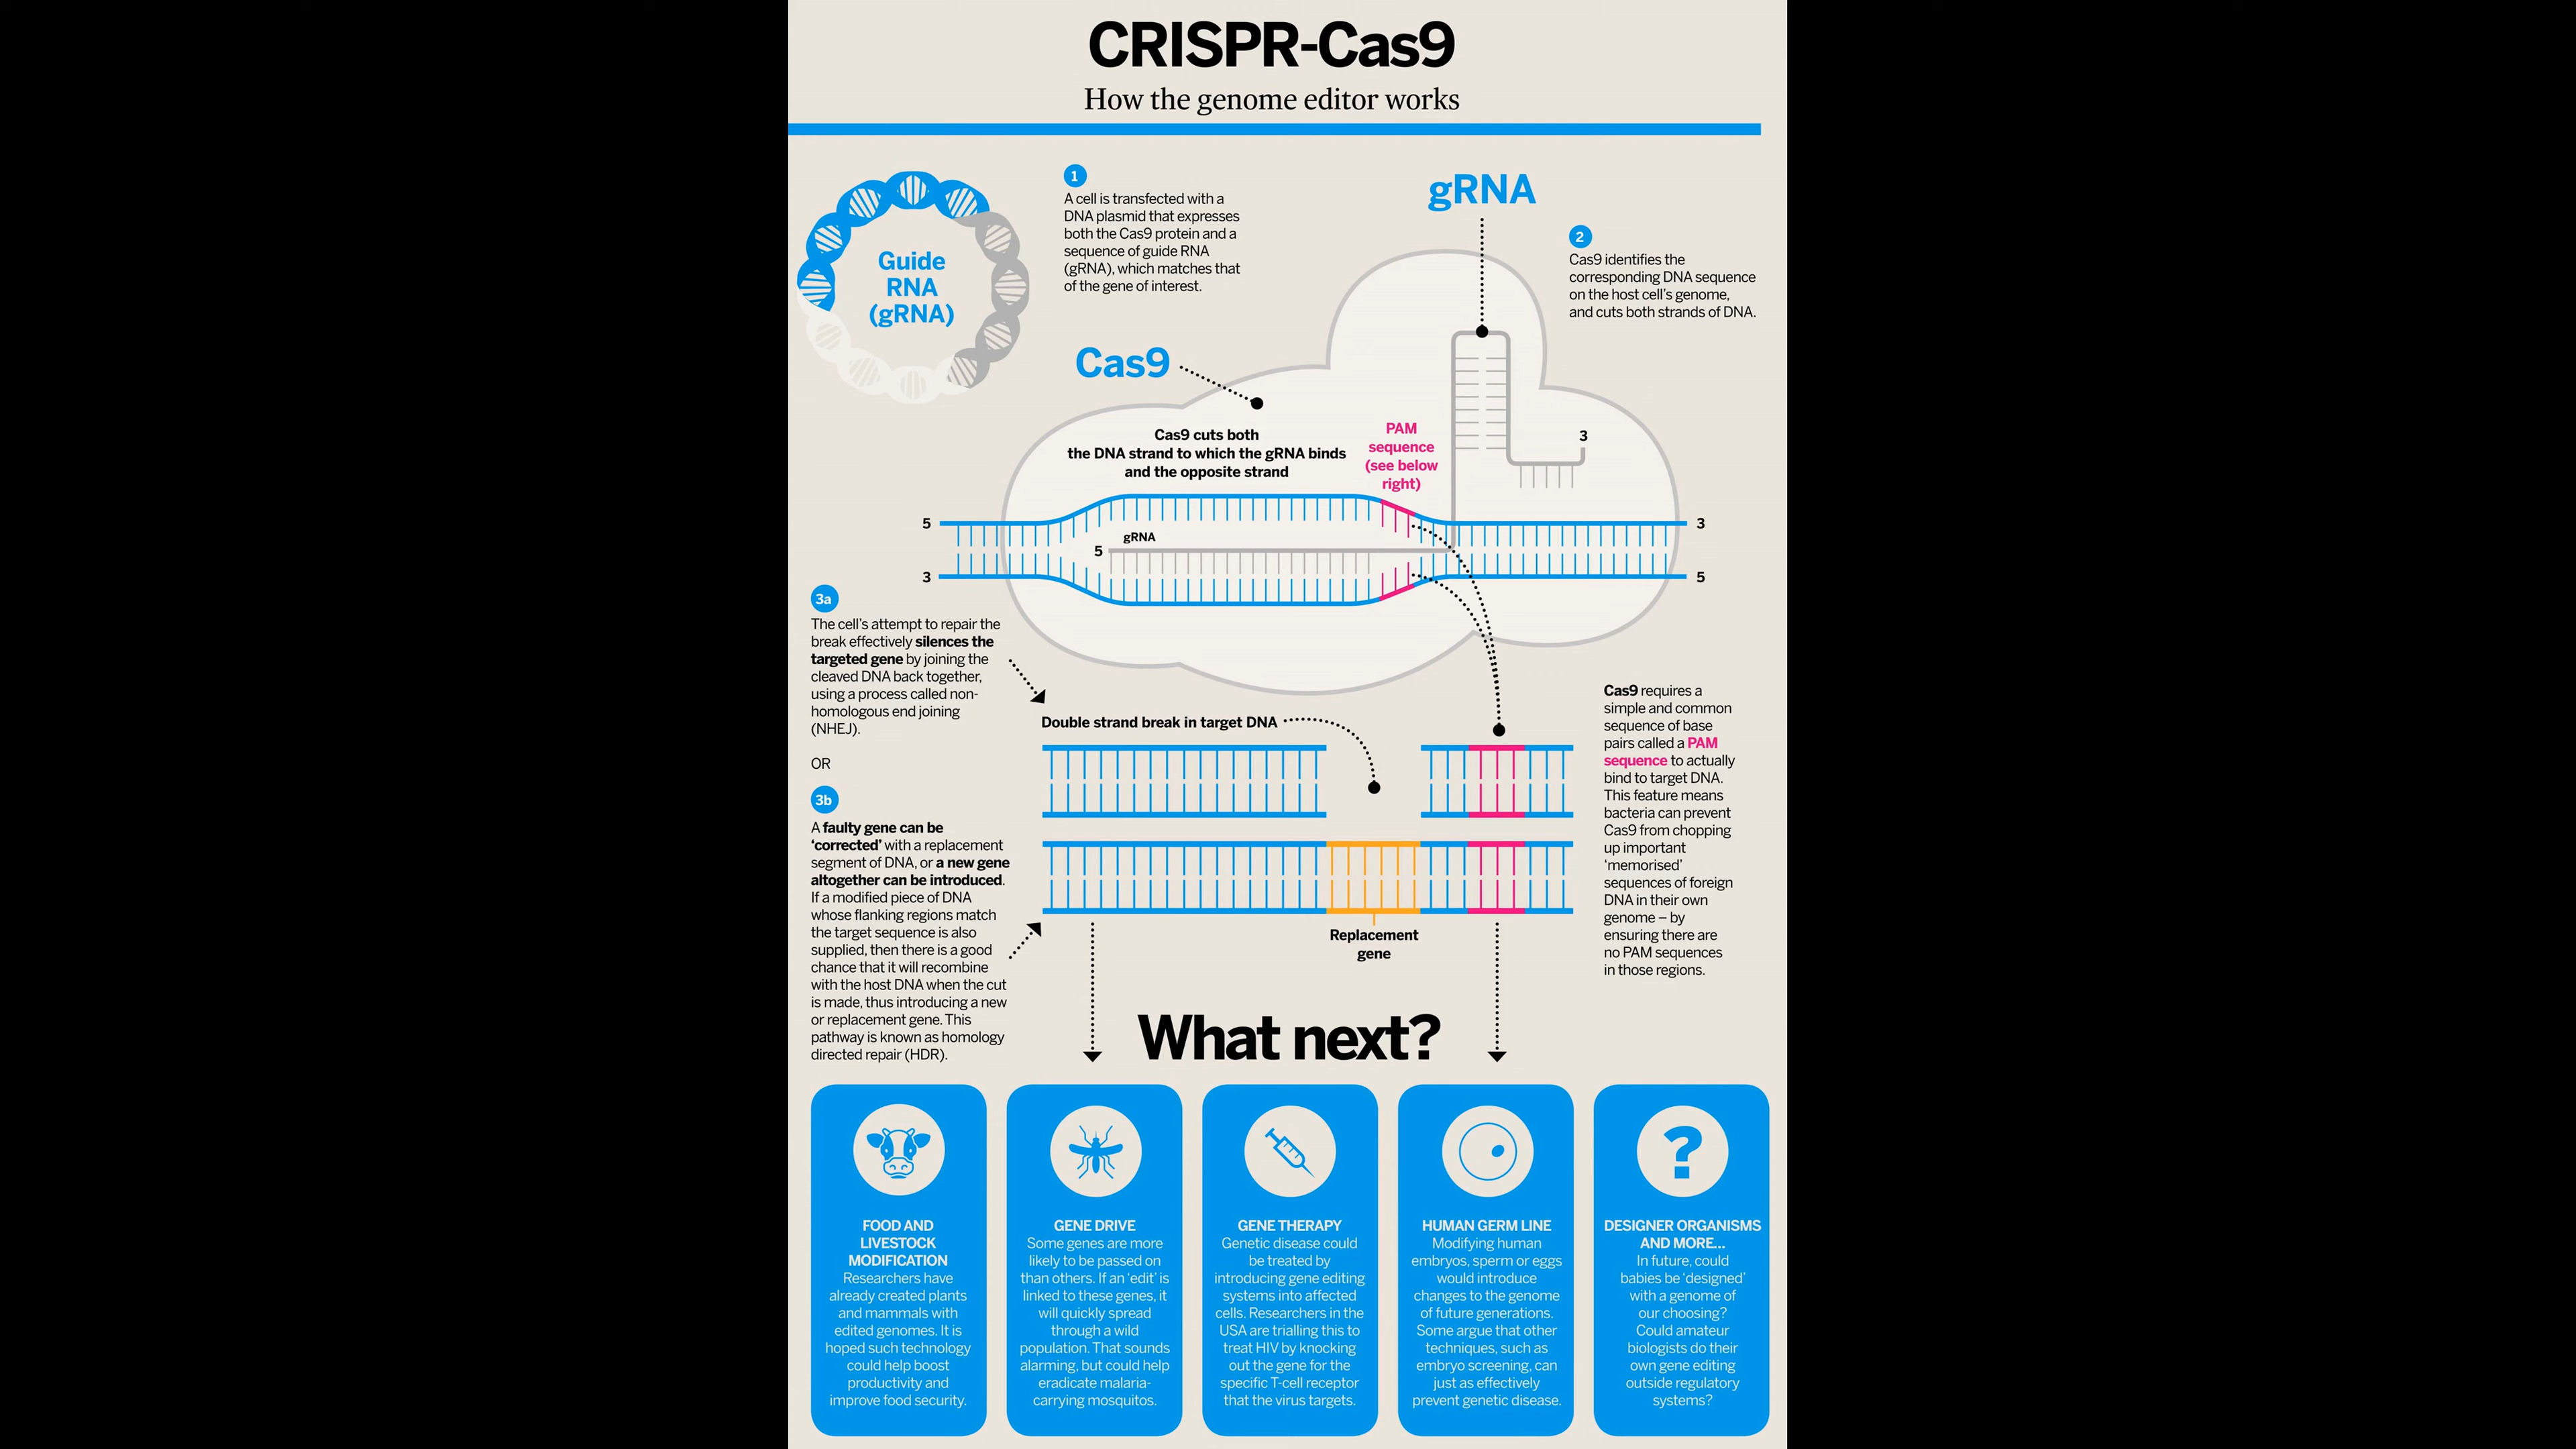 CRISPR-Cas9
How the genome editor works
Guide
RNA
(gRNA)
1
A cell is transfected with a
DNA plasmid that expresses
both the Cas9 protein and a
sequence of guide RNA
(gRNA), which matches that
of the gene of interest.
gRNA
2
Cas9 identifies the
corresponding DNA sequence
on the host cell's genome,
and cuts both strands of DNA.
Cas9
Cas9 cuts both
the DNA strand to which the gRNA binds
and the opposite strand
PAM
sequence
(see below
right)
3
5
3
gRNA
5
3
5
3a
The cell's attempt to repair the
break effectively silences the
targeted gene by joining the
cleaved DNA back together,
using a process called non-
homologous end joining
(NHEJ).
OR
3b
A faulty gene can be
‘corrected’ with a replacement
segment of DNA, or a new gene
altogether can be introduced.
If a modified piece of DNA
whose flanking regions match
the target sequence is also
supplied, then there is a good
chance that it will recombine
with the host DNA when the cut
is made, thus introducing a new
or replacement gene. This
pathway is known as homology
directed repair (HDR).
Double strand break in target DNA
Replacement
gene
Cas9 requires a
simple and common
sequence of base
pairs called a PAM
sequence to actually
bind to target DNA.
This feature means
bacteria can prevent
Cas9 from chopping
up important
‘memorised’
sequences of foreign
DNA in their own
genome – by
ensuring there are
no PAM sequences
in those regions.
What next?
FOOD AND
LIVESTOCK
MODIFICATION
Researchers have
already created plants
and mammals with
edited genomes. It is
hoped such technology
could help boost
productivity and
improve food security.
GENE DRIVE
Some genes are more
likely to be passed on
than others. If an ‘edit’ is
linked to these genes, it
will quickly spread
through a wild
population. That sounds
alarming, but could help
eradicate malaria-
carrying mosquitos.
GENE THERAPY
Genetic disease could
be treated by
introducing gene editing
systems into affected
cells. Researchers in the
USA are trialling this to
treat HIV by knocking
out the gene for the
specific T-cell receptor
that the virus targets.
HUMAN GERM LINE
Modifying human
embryos, sperm or eggs
would introduce
changes to the genome
of future generations.
Some argue that other
techniques, such as
embryo screening, can
just as effectively
prevent genetic disease.
DESIGNER ORGANISMS
AND MORE...
In future, could
babies be ‘designed’
with a genome of
our choosing?
Could amateur
biologists do their
own gene editing
outside regulatory
systems?